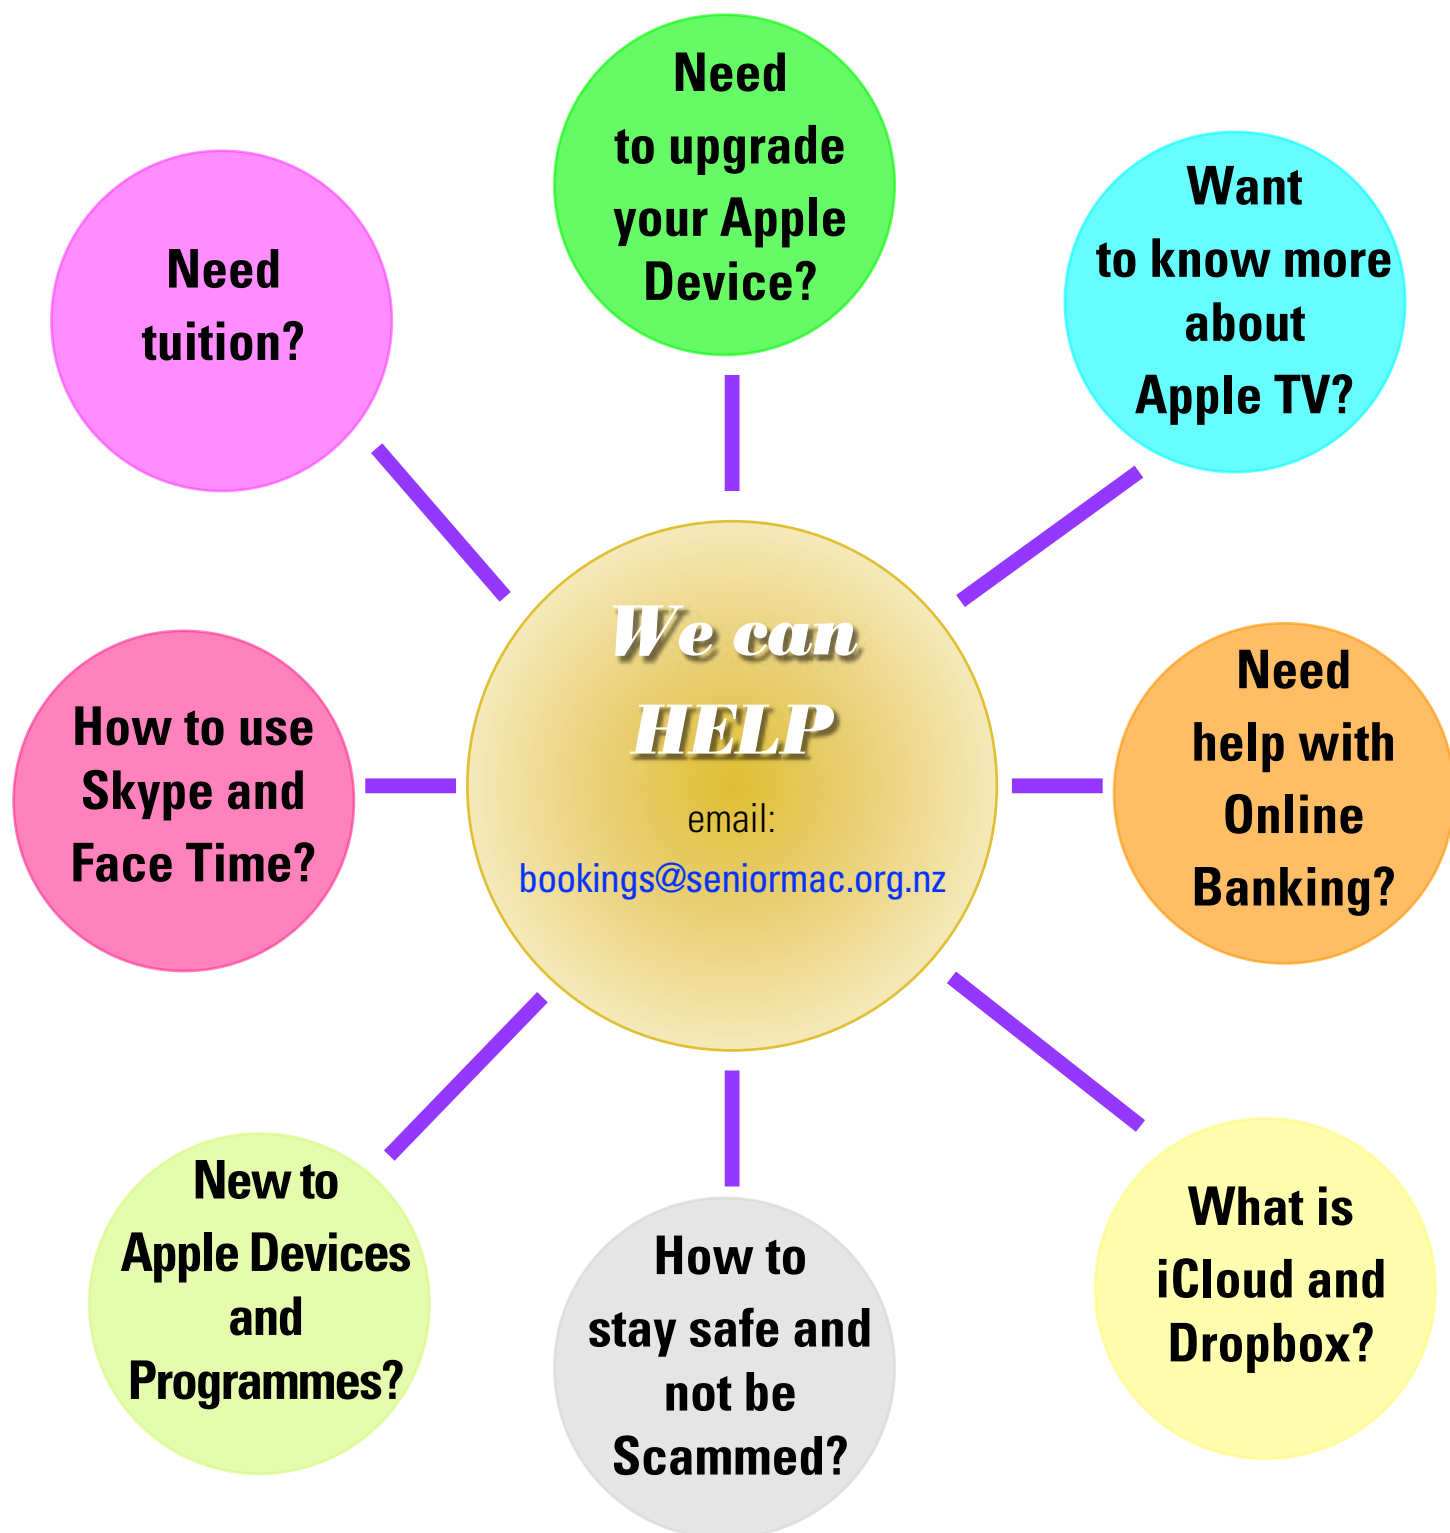 Need
to upgrade
your Apple
Device?
Want
to know more
about
Apple TV?
Need
tuition?
We can
HELP
email:
bookings@seniormac.org.nz
Need
help with
Online
Banking?
How to use
Skype and
Face Time?
New to
Apple Devices
and
Programmes?
How to
stay safe and
not be
Scammed?
What is
iCloud and
Dropbox?